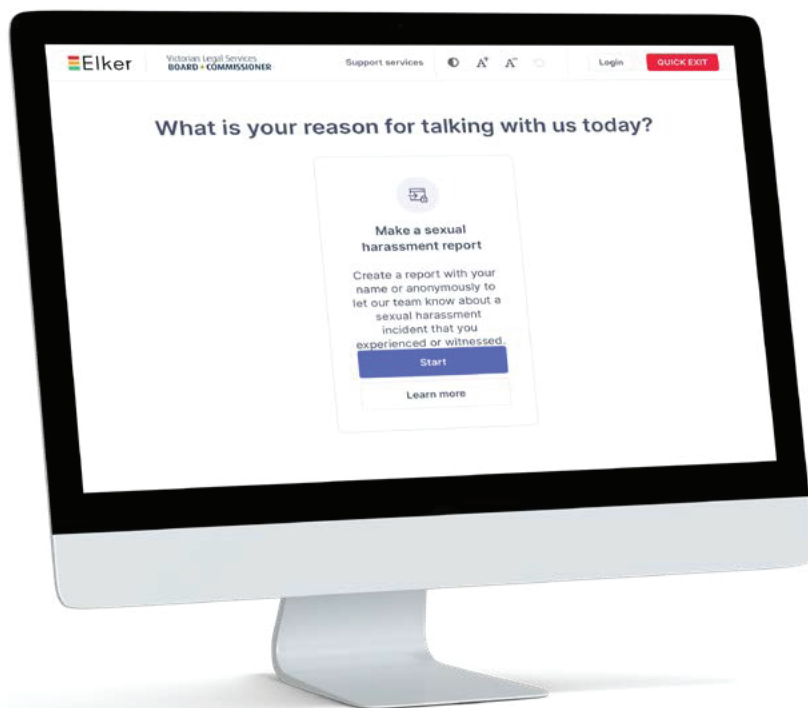 Elker
Victorian Legal Services
BOARD + COMMISSIONER
Support services
A+
A-
Login
QUICK EXIT
What is your reason for talking with us today?
Make a sexual
harassment report
Create a report with your
name or anonymously to
let our team know about a
sexual harassment
incident that you
experienced or witnessed.
Start
Learn more